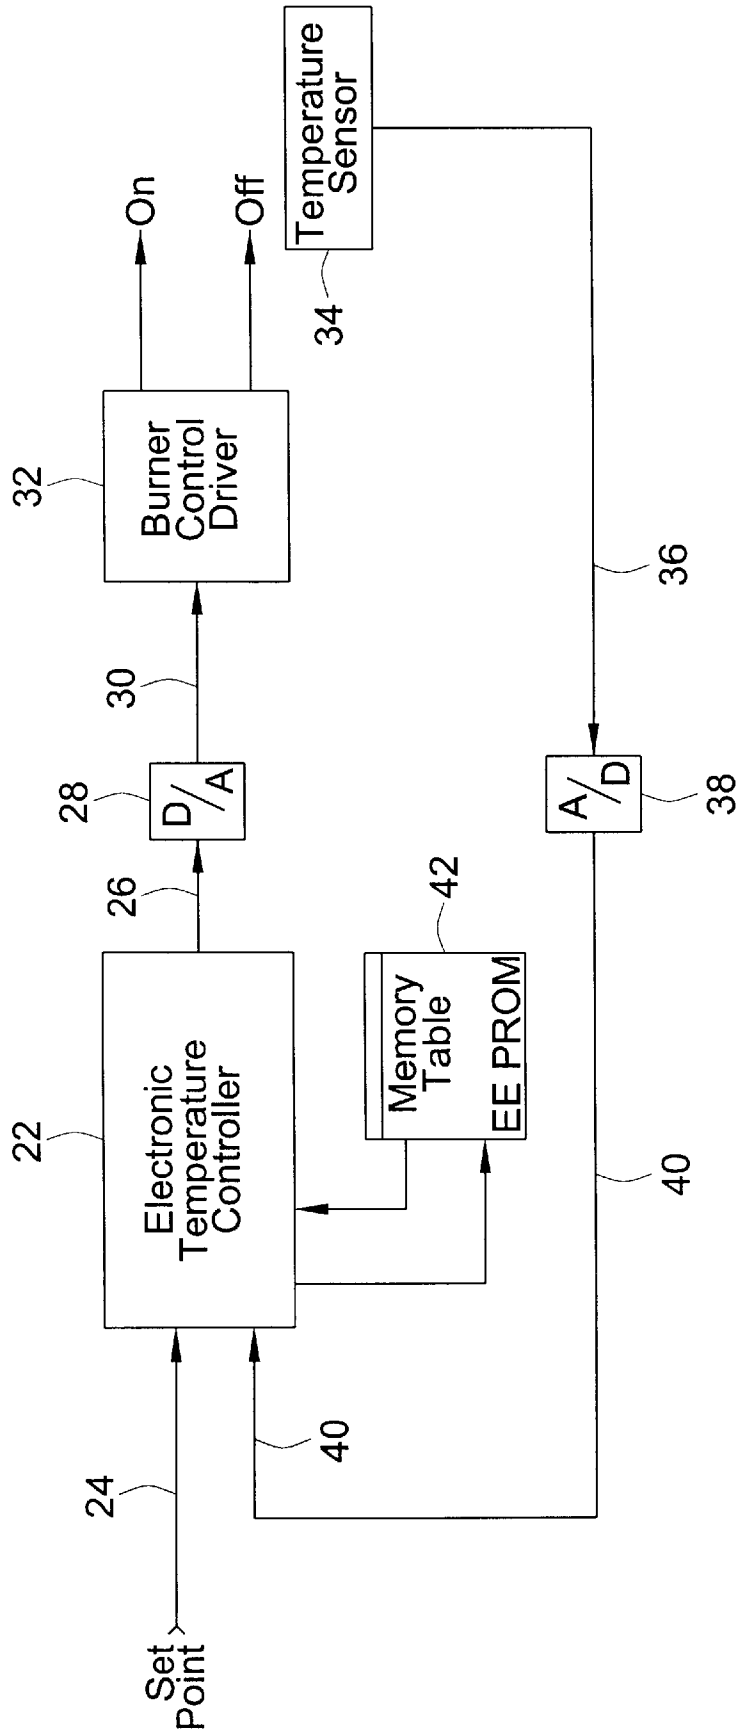 On
Off
32
Burner
Control
Driver
Temperature
Sensor
34
30
28
D/A
26
36
A/D
38
22
Electronic
Temperature
Controller
42
Memory
Table
EE PROM
24
40
40
Set
Point